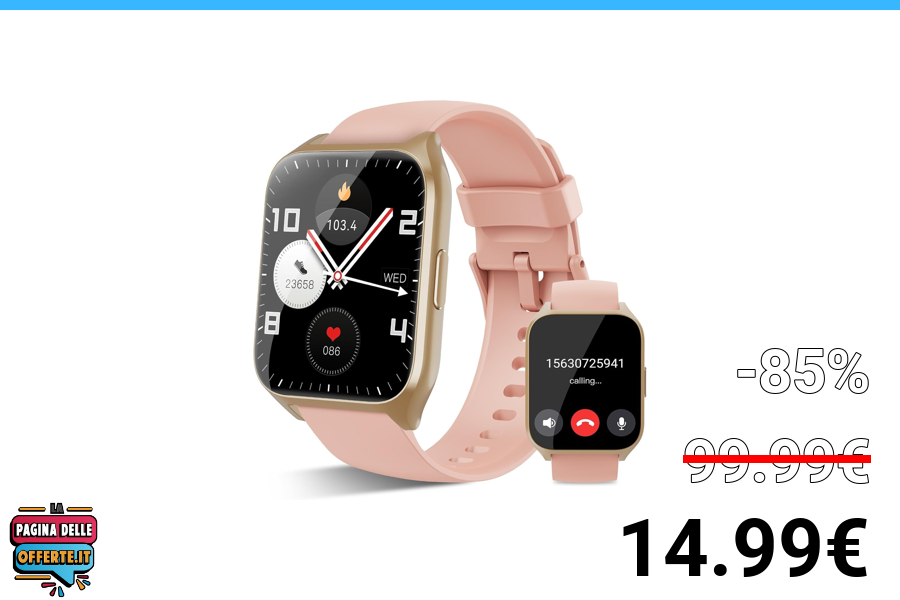 103.4
10
2
WED
23658
8
4
086
15630725941
calling...
-85%
99.99€
14.99€
LA
PAGINA DELLE
OFFERTE.IT